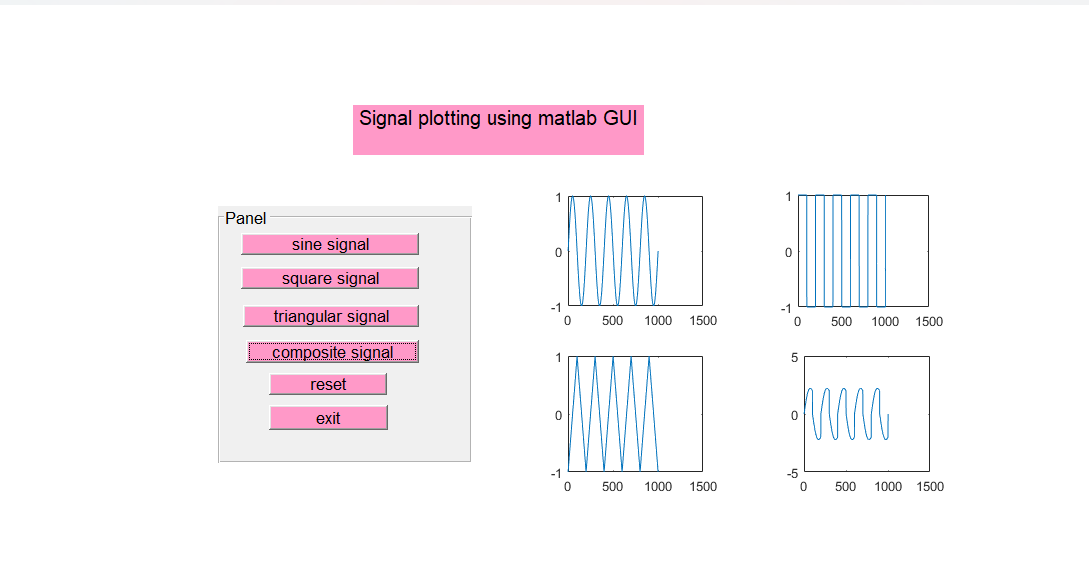 Signal plotting using matlab GUI
Panel
sine signal
square signal
triangular signal
composite signal
reset
exit
1
0
-1
0 500 1000 1500
1
0
-1
0 500 1000 1500
1
0
-1
0 500 1000 1500
5
0
-5
0 500 1000 1500